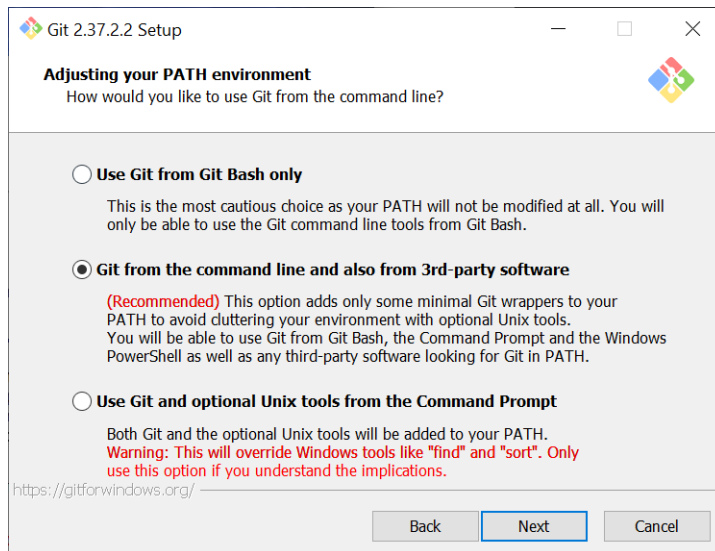 Git 2.37.2.2 Setup
Adjusting your PATH environment
How would you like to use Git from the command line?
Use Git from Git Bash only
This is the most cautious choice as your PATH will not be modified at all. You will
only be able to use the Git command line tools from Git Bash.
Git from the command line and also from 3rd-party software
(Recommended) This option adds only some minimal Git wrappers to your
PATH to avoid cluttering your environment with optional Unix tools.
You will be able to use Git from Git Bash, the Command Prompt and the Windows
PowerShell as well as any third-party software looking for Git in PATH.
Use Git and optional Unix tools from the Command Prompt
Both Git and the optional Unix tools will be added to your PATH.
Warning: This will override Windows tools like "find" and "sort". Only
use this option if you understand the implications.
https://gitforwindows.org/
Back Next Cancel